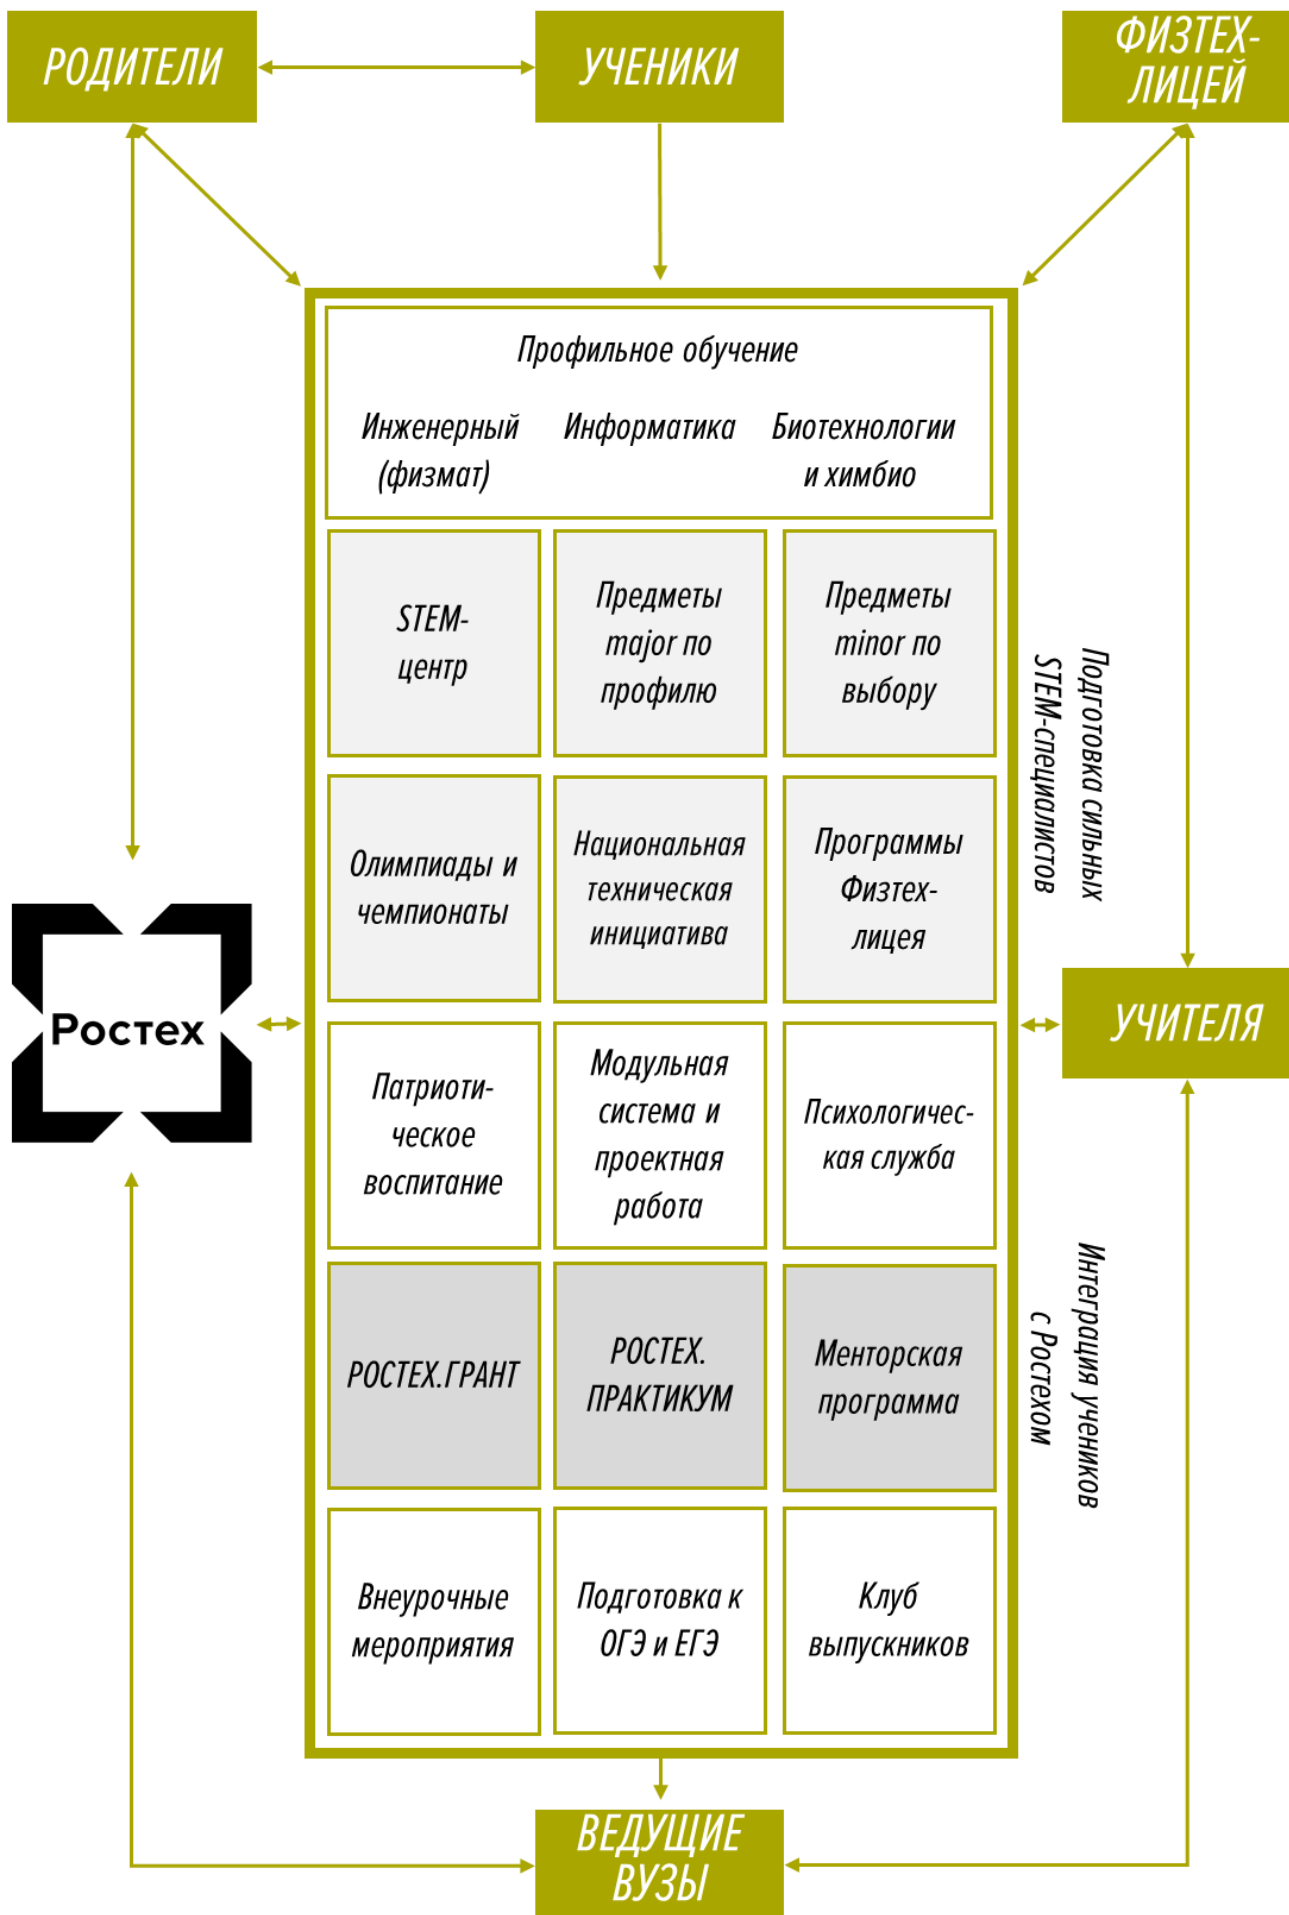 РОДИТЕЛИ
УЧЕНИКИ
ФИЗТЕХ-
ЛИЦЕЙ
Профильное обучение
Инженерный
(физмат)
Информатика
Биотехнологии
и химбио
STEM-
центр
Предметы
major по
профилю
Предметы
minor по
выбору
Олимпиады и
чемпионаты
Национальная
техническая
инициатива
Программы
Физтех-
лицея
Подготовка сильных
STEM-специалистов
Ростех
УЧИТЕЛЯ
Патриоти-
ческое
воспитание
Модульная
система и
проектная
работа
Психологичес-
кая служба
РОСТЕХ.ГРАНТ
РОСТЕХ.
ПРАКТИКУМ
Менторская
программа
Интеграция учеников
с Ростехом
Внеурочные
мероприятия
Подготовка к
ОГЭ и ЕГЭ
Клуб
выпускников
ВЕДУЩИЕ
ВУЗЫ